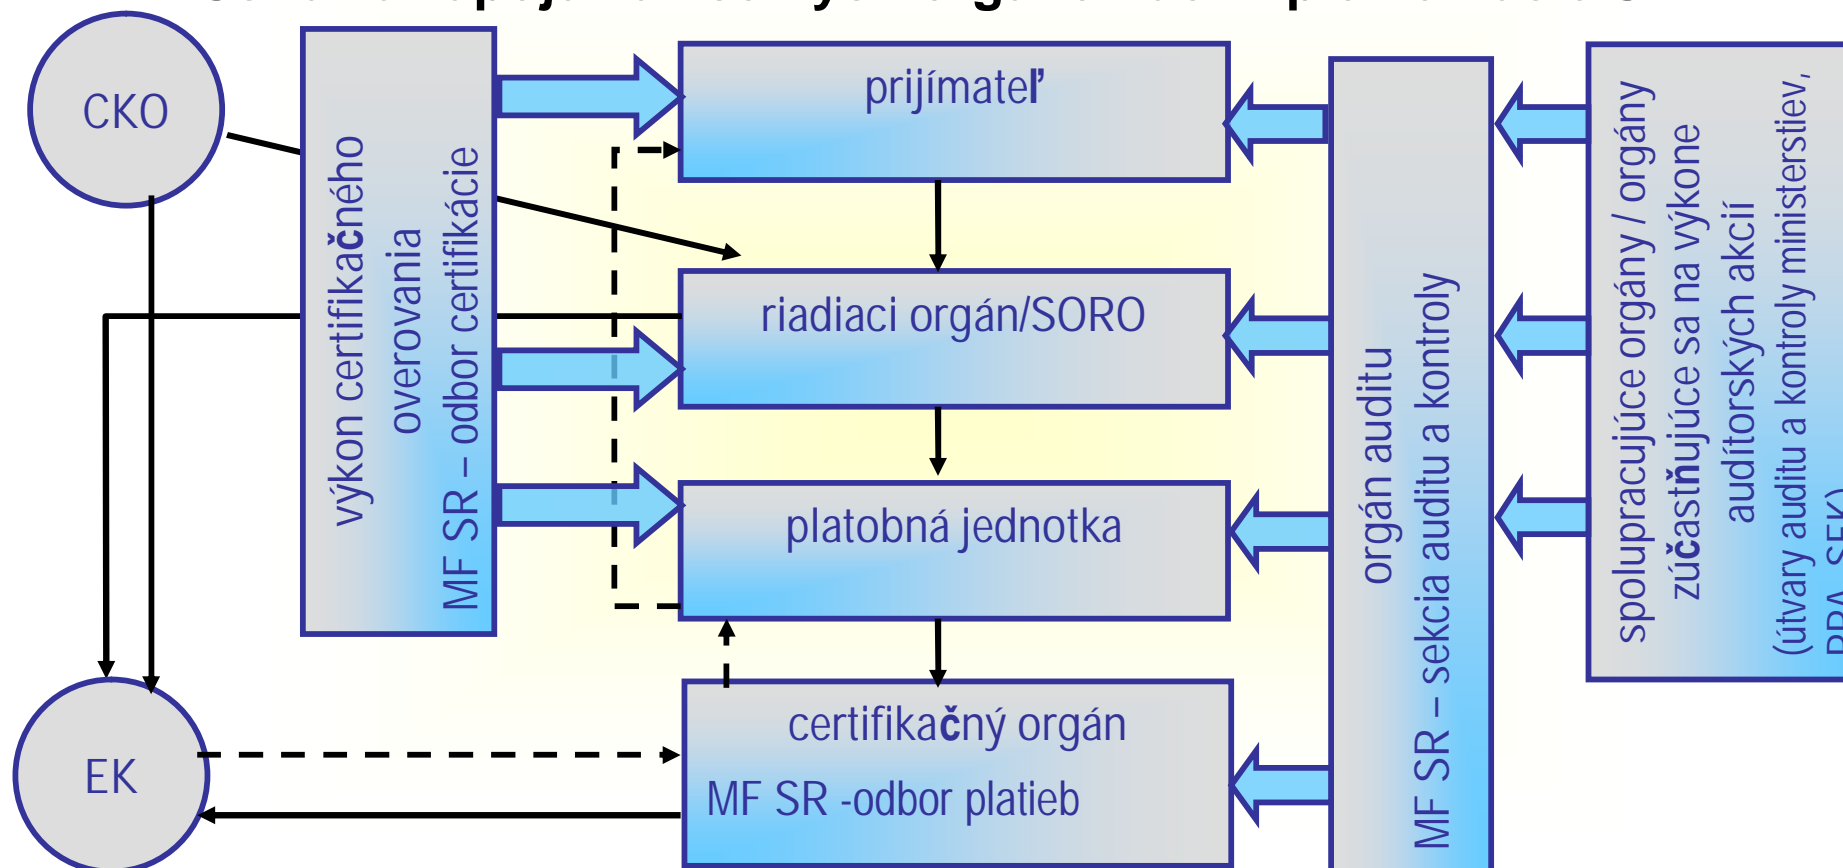 CKO
výkon certifikačného
overovania
MF SR – odbor certifikácie
prijímateľ
riadiaci orgán/SORO
platobná jednotka
certifikačný orgán
MF SR -odbor platieb
EK
orgán auditu
MF SR – sekcia auditu a kontroly
spolupracujúce orgány / orgány
zúčastňujúce sa na výkone
audítorských akcií
(útvary auditu a kontroly ministerstiev,